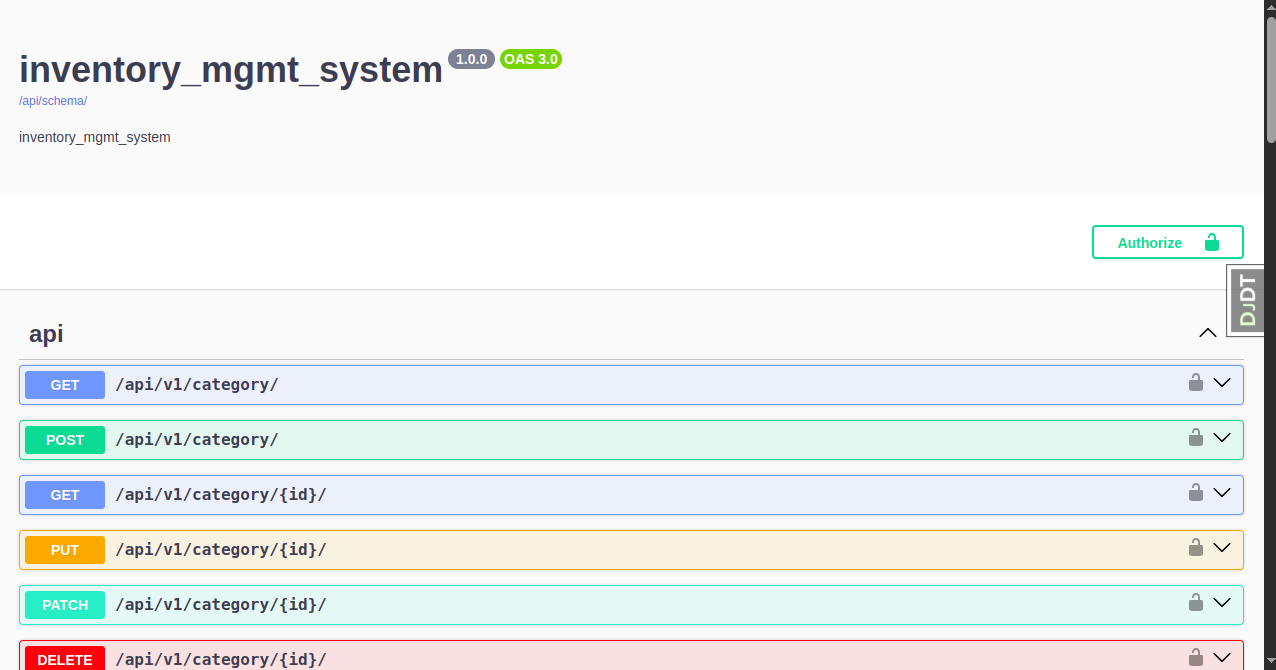 inventory_mgmt_system 1.0.0 OAS 3.0
/api/schema/
inventory_mgmt_system
Authorize
DJDT
api
GET /api/v1/category/
POST /api/v1/category/
GET /api/v1/category/{id}/
PUT /api/v1/category/{id}/
PATCH /api/v1/category/{id}/
DELETE /api/v1/category/{id}/